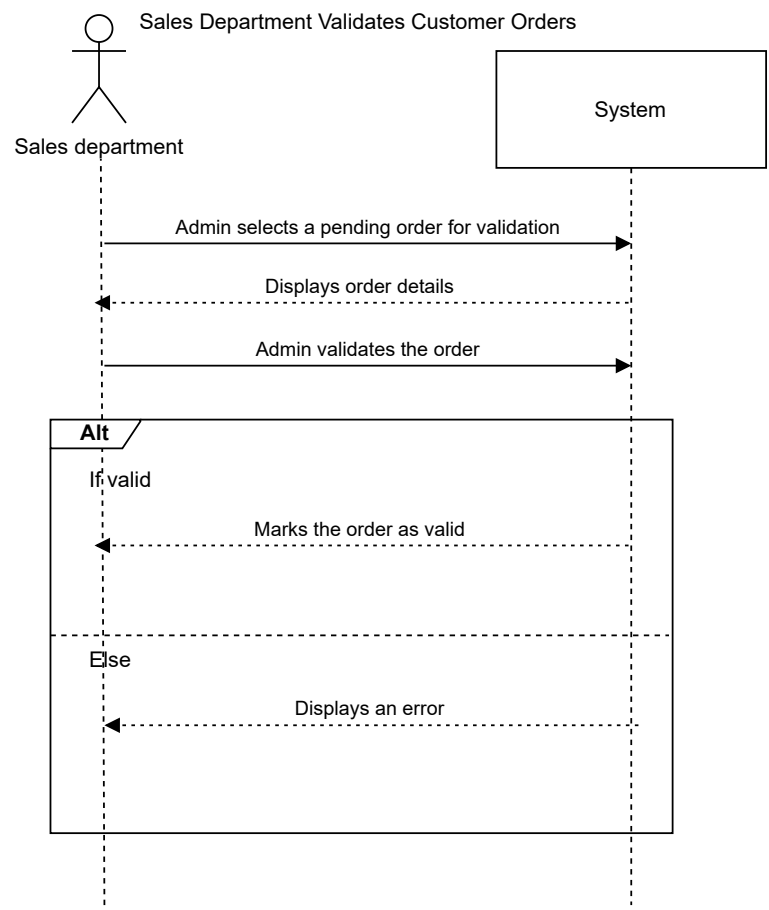 Sales Department Validates Customer Orders
System
Sales department
Admin selects a pending order for validation
Displays order details
Admin validates the order
Alt
If valid
Marks the order as valid
Else
Displays an error